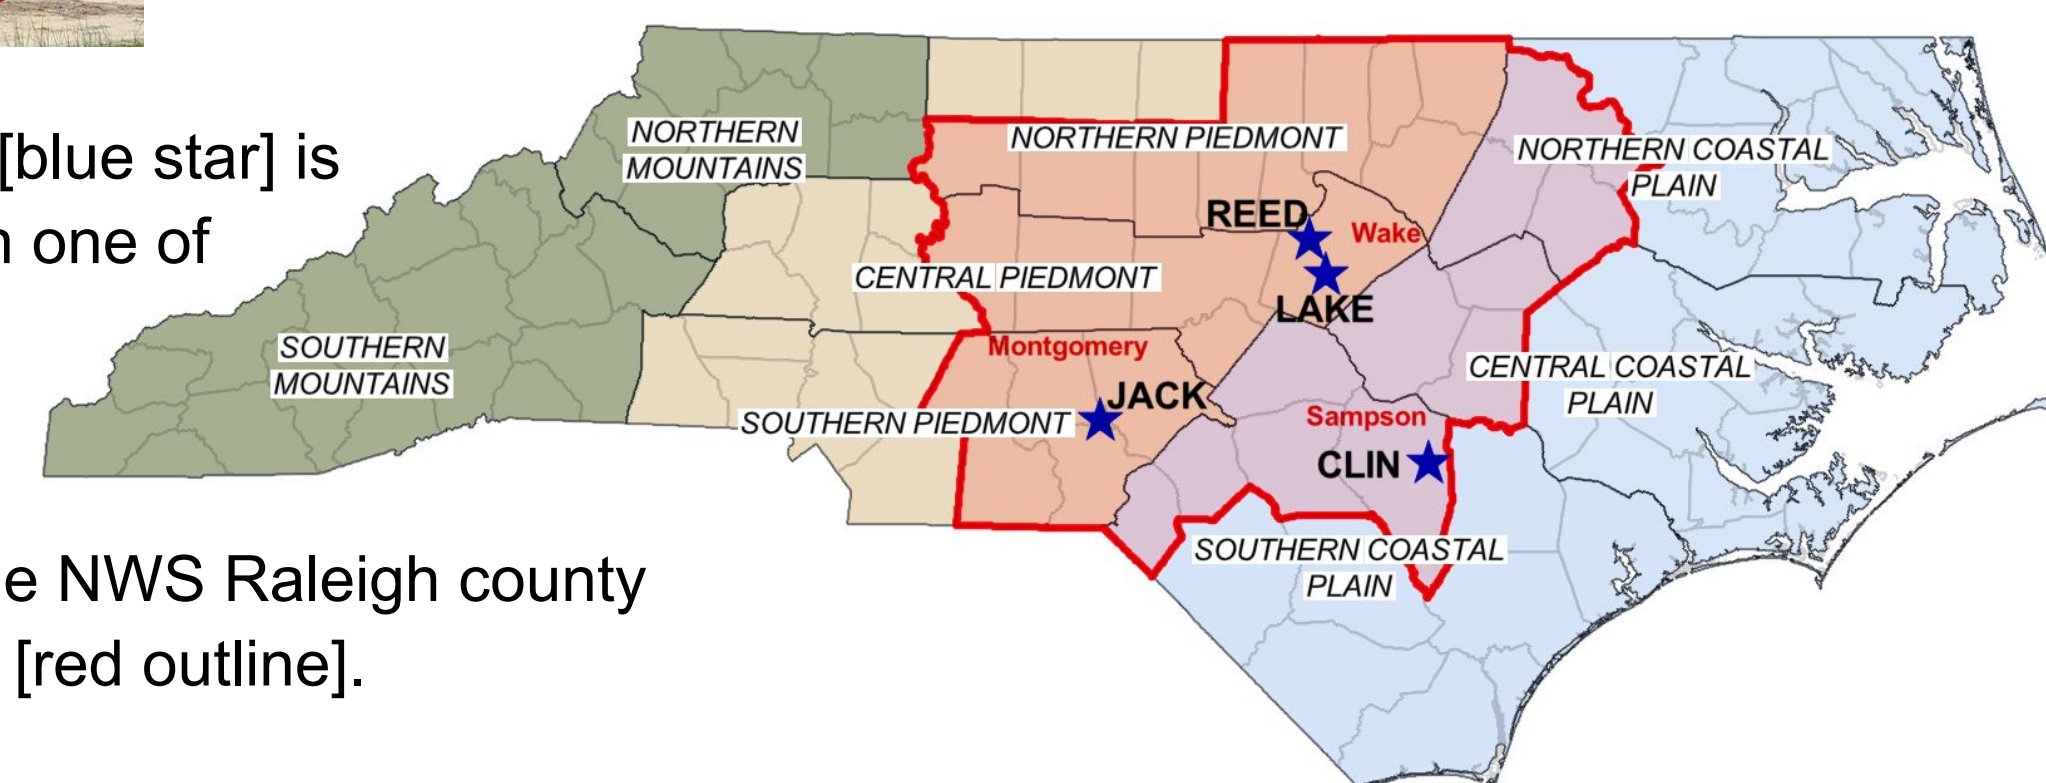 [blue star] is
one of
NWS Raleigh county
[red outline].
NORTHERN
MOUNTAINS
SOUTHERN
MOUNTAINS
NORTHERN PIEDMONT
CENTRAL PIEDMONT
SOUTHERN PIEDMONT
NORTHERN COASTAL
PLAIN
CENTRAL COASTAL
PLAIN
SOUTHERN COASTAL
PLAIN
REED
Wake
LAKE
Montgomery
JACK
Sampson
CLIN